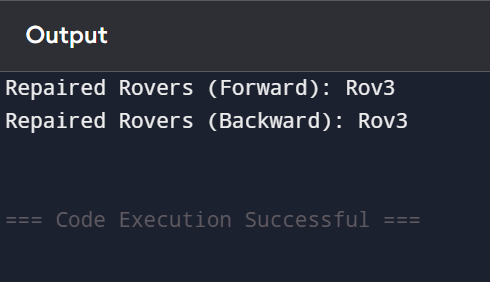 Output
Repaired Rovers (Forward): Rov3
Repaired Rovers (Backward): Rov3
=== Code Execution Successful ===